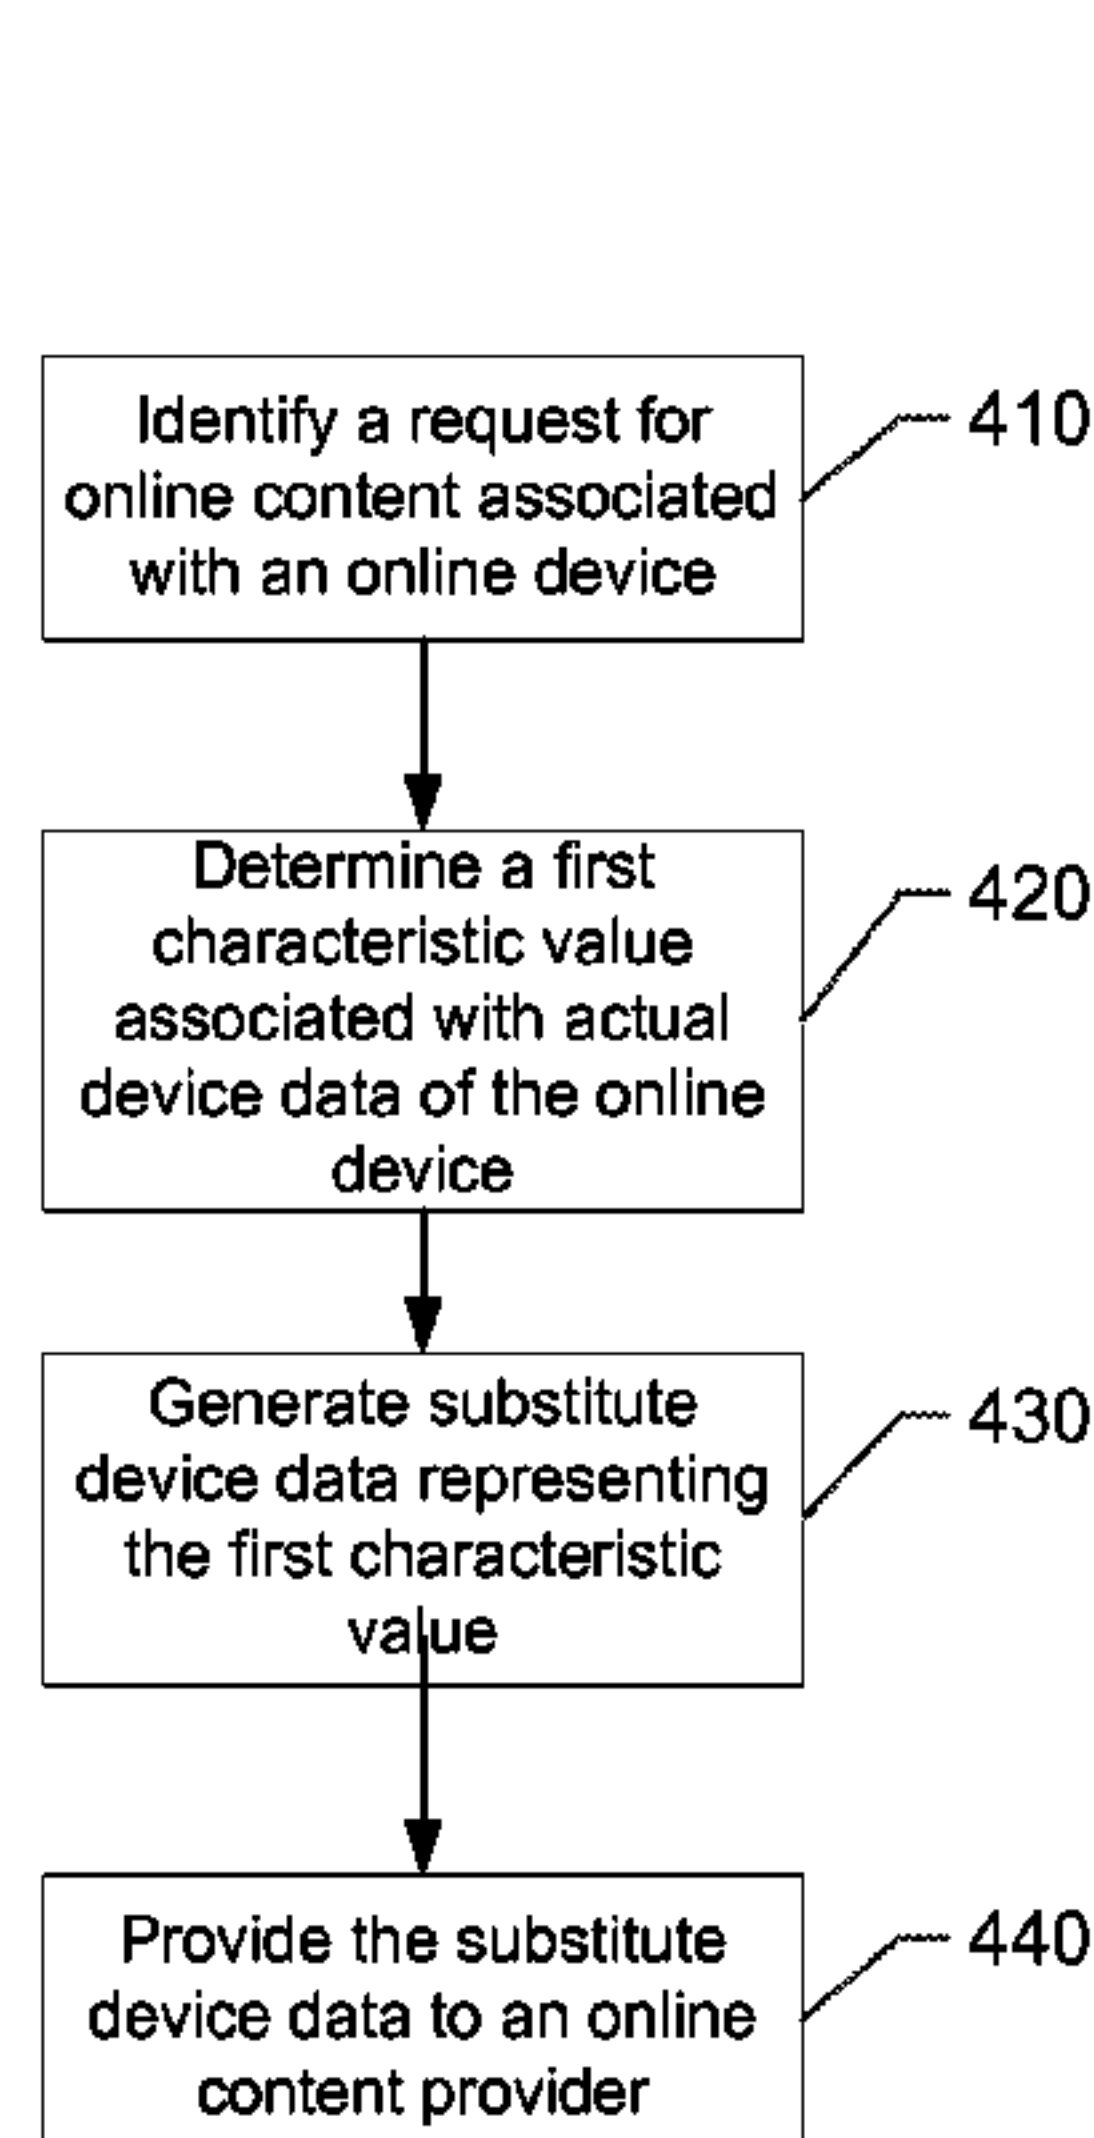 Identify a request for
online content associated
with an online device
410
Determine a first
characteristic value
associated with actual
device data of the online
device
420
Generate substitute
device data representing
the first characteristic
value
430
Provide the substitute
device data to an online
content provider
440